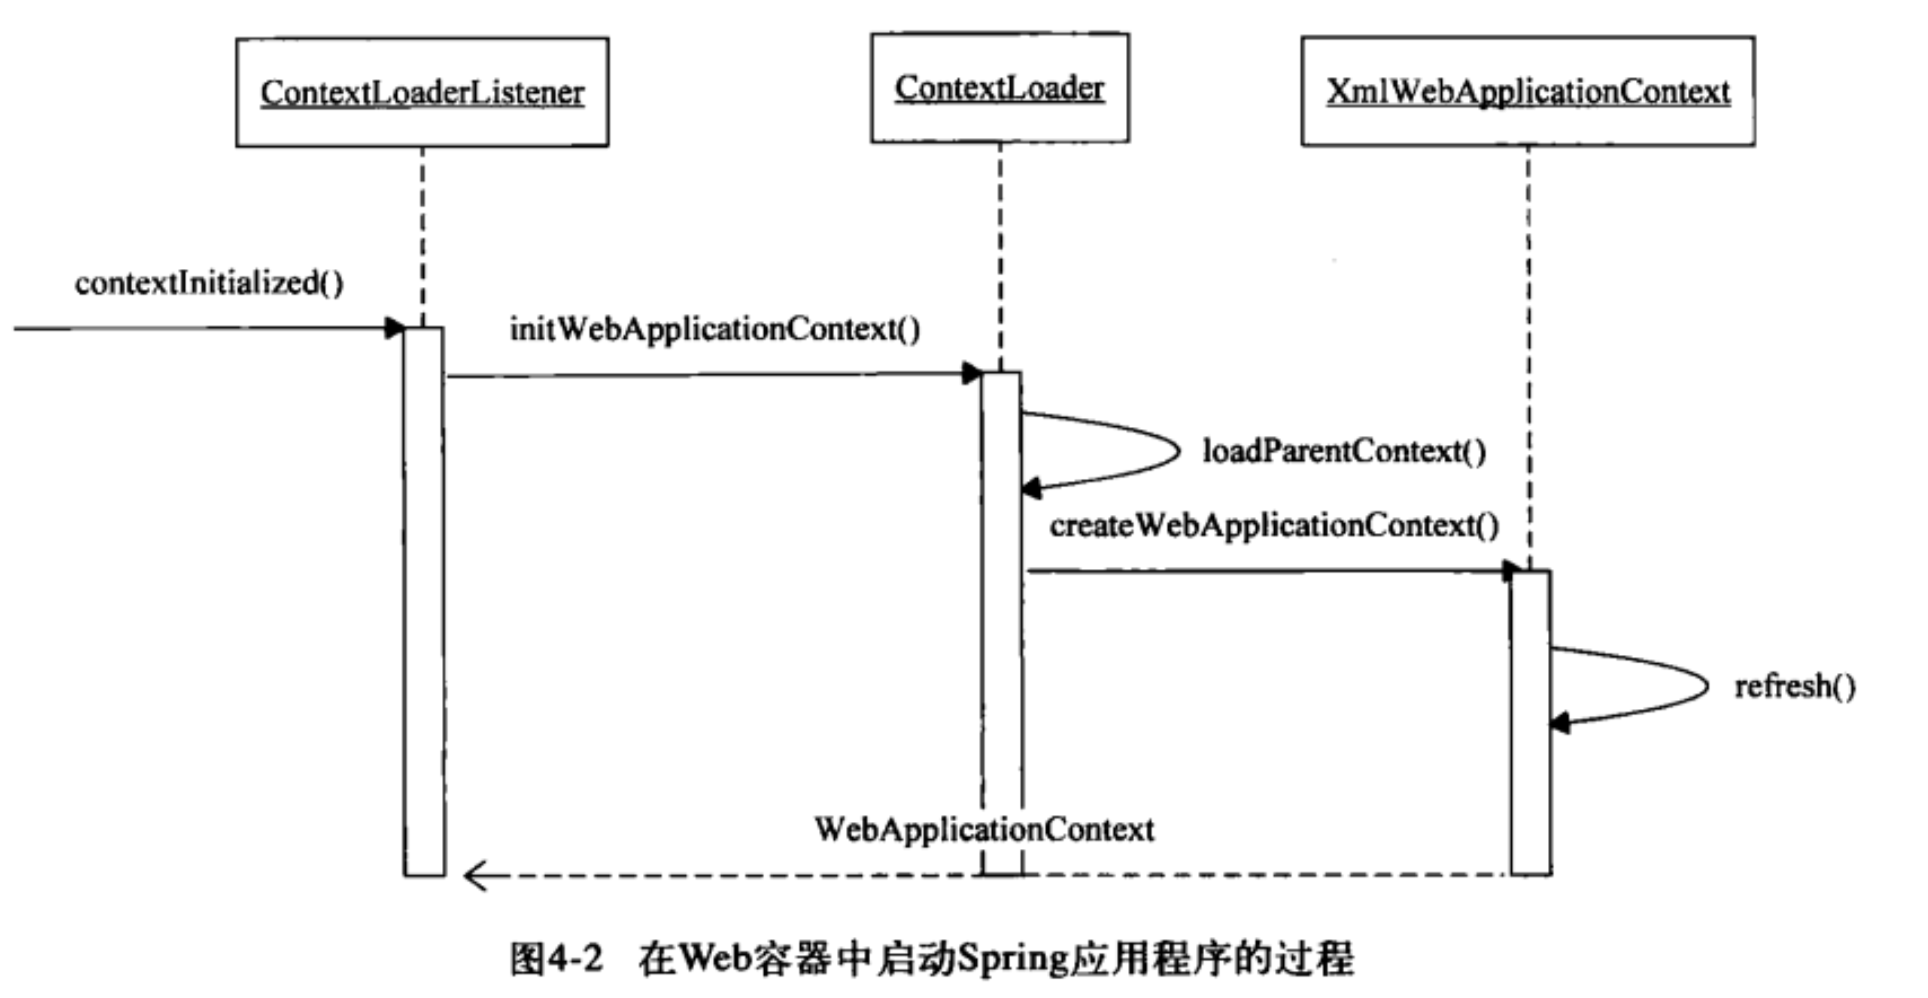 ContextLoaderListener
ContextLoader
XmlWebApplicationContext
contextInitialized()
initWebApplicationContext()
loadParentContext()
createWebApplicationContext()
refresh()
WebApplicationContext
图4-2 在Web容器中启动Spring应用程序的过程